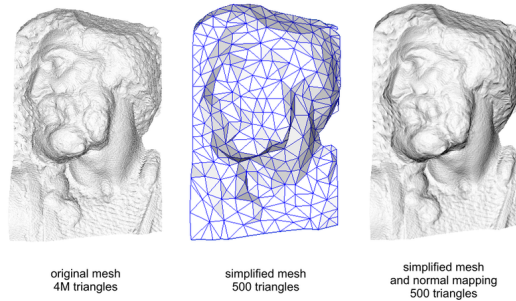 original mesh
4M triangles
simplified mesh
500 triangles
simplified mesh
and normal mapping
500 triangles